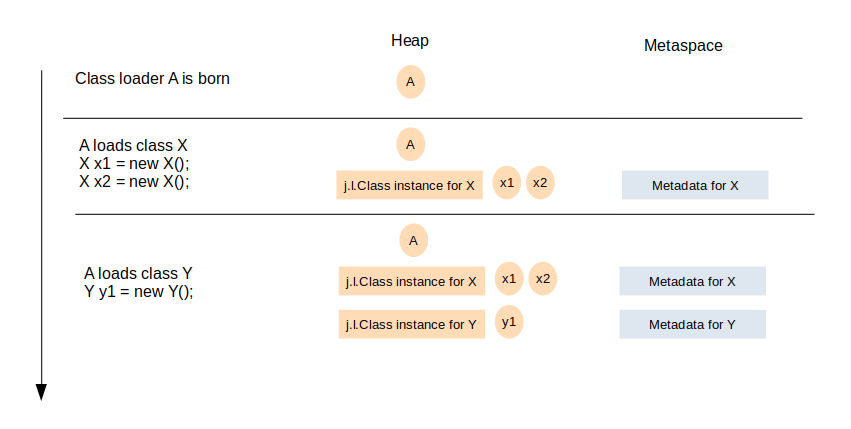 Heap
Metaspace
Class loader A is born
A
A loads class X
X x1 = new X();
X x2 = new X();
A
j.l.Class instance for X
x1
x2
Metadata for X
A loads class Y
Y y1 = new Y();
A
j.l.Class instance for X
x1
x2
Metadata for X
j.l.Class instance for Y
y1
Metadata for Y